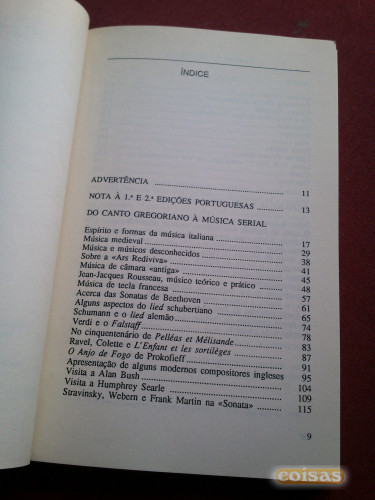 ÍNDICE
ADVERTÊNCIA 11
NOTA À 1.ª E 2.ª EDIÇÕES PORTUGUESAS 13
DO CANTO GREGORIANO À MÚSICA SERIAL
Espírito e formas da música italiana 17
Música medieval 29
Música e músicos desconhecidos 38
Sobre a «Ars Rediviva» 41
Música de câmara «antiga» 45
Jean-Jacques Rousseau, músico teórico e prático 48
Música de tecla francesa 57
Acerca das Sonatas de Beethoven 61
Alguns aspectos do lied schubertiano 65
Schumann e o lied alemão 74
Verdi e o Falstaff 78
No cinquentenário de Pelléas et Mélisande 83
Ravel, Colette e L'Enfant et les sortilèges 87
O Anjo de Fogo de Prokofieff 91
Apresentação de alguns modernos compositores ingleses 95
Visita a Alan Bush 104
Visita a Humphrey Searle 109
Stravinsky, Webern e Frank Martin na «Sonata» 115
9
coisas